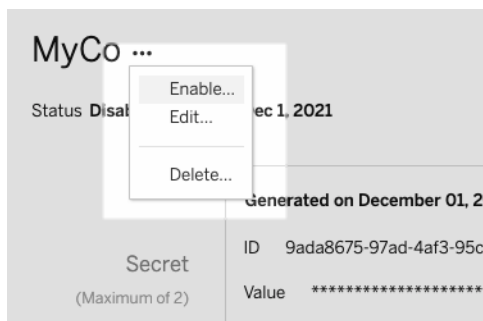 MyCo ...
Enable...
Status Disab ec 1, 2021
Edit...
Delete...
Generated on December 01, 2
ID 9ada8675-97ad-4af3-95c
Secret
(Maximum of 2)
Value ********************